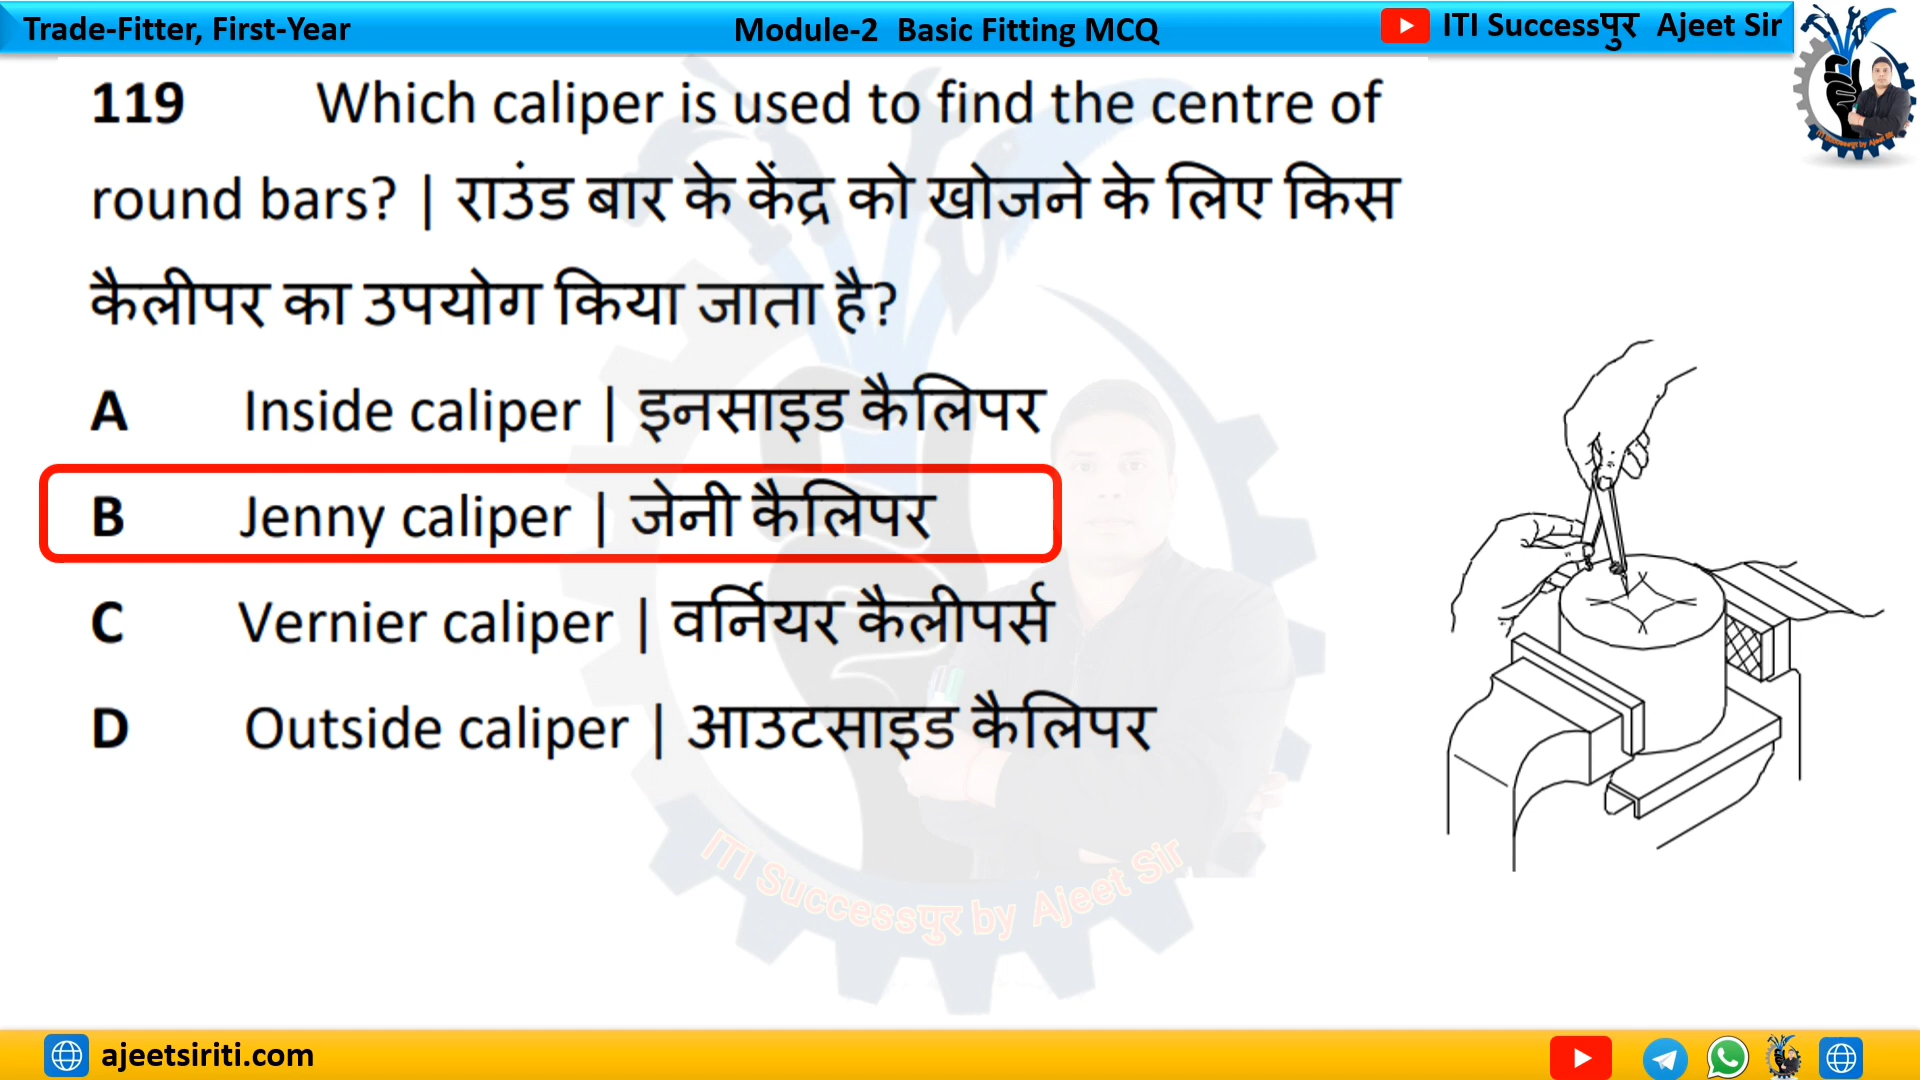 Trade-Fitter, First-Year
Module-2 Basic Fitting MCQ
ITI Successपुर Ajeet Sir
119 Which caliper is used to find the centre of
round bars? | राउंड बार के केंद्र को खोजने के लिए किस
कैलीपर का उपयोग किया जाता है?
A Inside caliper | इनसाइड कैलिपर
B Jenny caliper | जेनी कैलिपर
C Vernier caliper | वर्नियर कैलीपर्स
D Outside caliper | आउटसाइड कैलिपर
ITI Successपुर by Ajeet Sir
ajeetsiriti.com